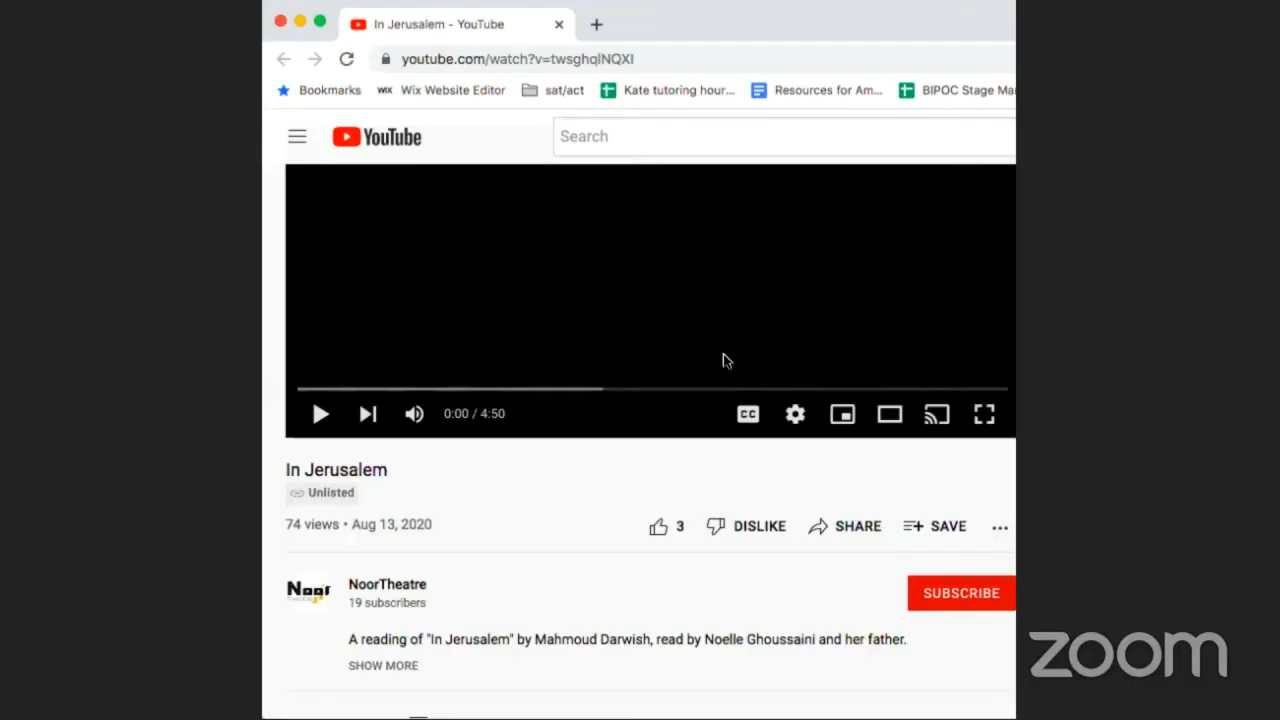 In Jerusalem - YouTube
youtube.com/watch?v=twsghqlNQXI
Bookmarks WiX Wix Website Editor sat/act Kate tutoring hour... Resources for Am... BIPOC Stage Ma
YouTube Search
0:00 / 4:50 CC
In Jerusalem
Unlisted
74 views • Aug 13, 2020 3 DISLIKE SHARE SAVE
Noor NoorTheatre SUBSCRIBE
19 subscribers
A reading of "In Jerusalem" by Mahmoud Darwish, read by Noelle Ghoussaini and her father.
SHOW MORE
zoom